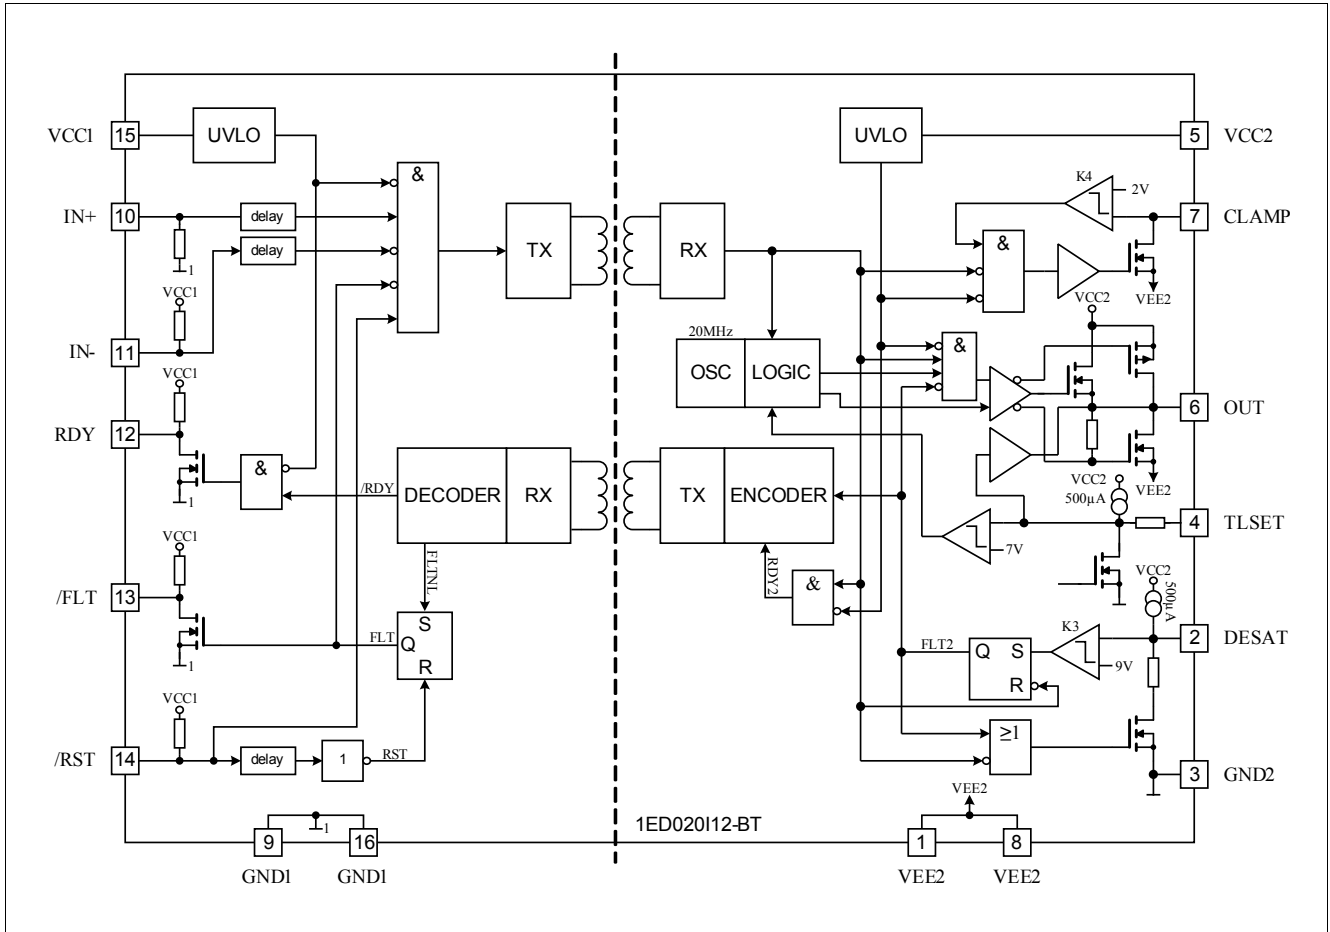 VCC1 15 UVLO UVLO 5 VCC2
&
K4
2V
IN+ 10 delay 7 CLAMP
delay TX RX &
1
VCC1
VEE2
VCC2
20MHz
IN- 11 &
OSC LOGIC
VCC1
6 OUT
RDY 12
& /RDY DECODER RX TX ENCODER
1
VCC2
VEE2
500µA
4 TLSET
7V
VCC1
FLTNL
RDY2
&
VCC2
500µA
/FLT 13
S
K3
FLT Q
R
FLT2 Q S
R
9V
2 DESAT
1
VCC1
≥1
/RST 14 delay 1 RST
3 GND2
VEE2
1
1ED020I12-BT
9 16 1 8
GND1 GND1 VEE2 VEE2